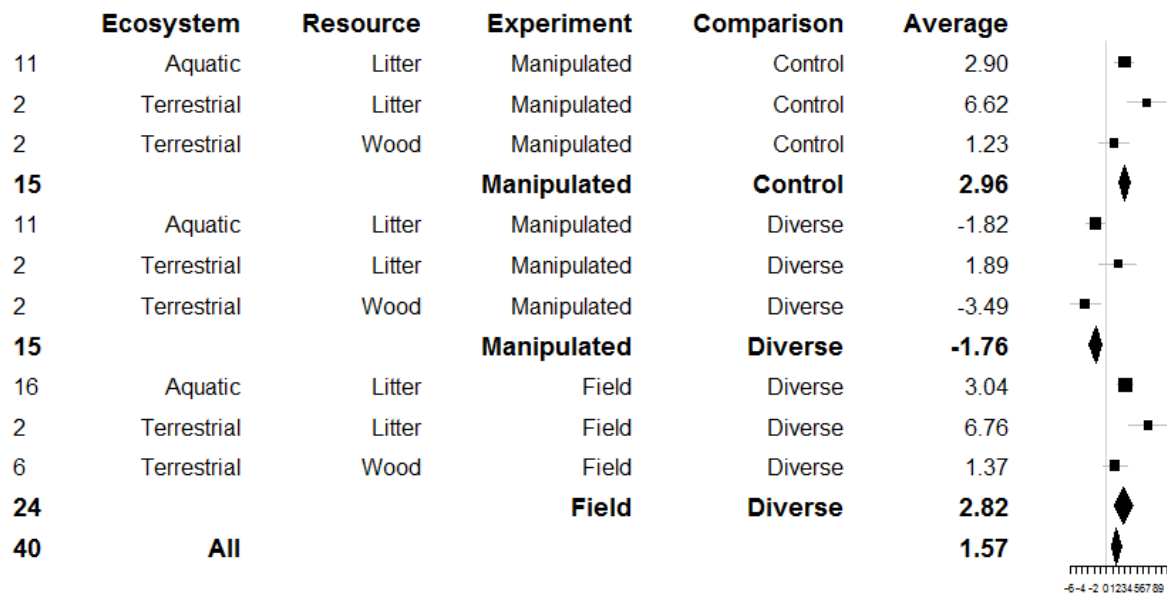 Ecosystem Resource Experiment Comparison Average
11 Aquatic Litter Manipulated Control 2.90
2 Terrestrial Litter Manipulated Control 6.62
2 Terrestrial Wood Manipulated Control 1.23
15 Manipulated Control 2.96
11 Aquatic Litter Manipulated Diverse -1.82
2 Terrestrial Litter Manipulated Diverse 1.89
2 Terrestrial Wood Manipulated Diverse -3.49
15 Manipulated Diverse -1.76
16 Aquatic Litter Field Diverse 3.04
2 Terrestrial Litter Field Diverse 6.76
6 Terrestrial Wood Field Diverse 1.37
24 Field Diverse 2.82
40 All 1.57
-6 -4 -2 0 1 2 3 4 5 6 7 8 9